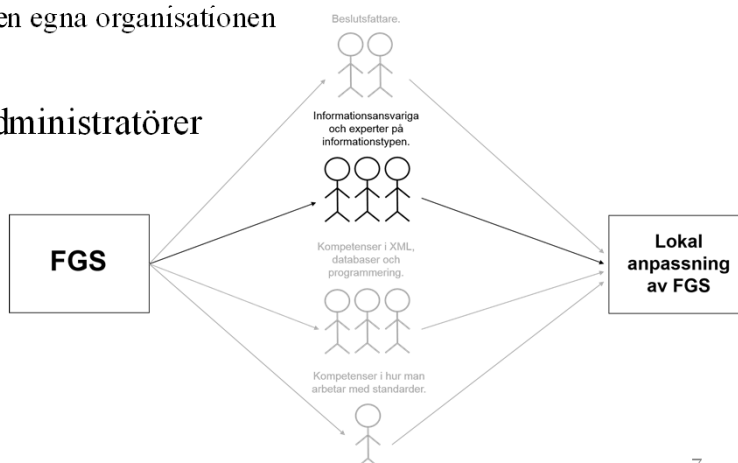 en egna organisationen
dministratörer
Beslutsfattare.
Informationsansvariga
och experter på
informationstypen.
FGS
Kompetenser i XML,
databaser och
programmering.
Kompetenser i hur man
arbetar med standarder.
Lokal
anpassning
av FGS